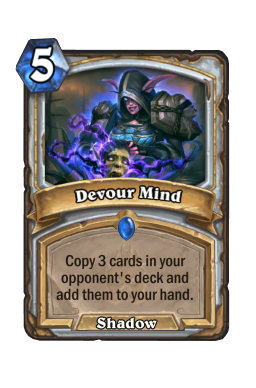 5
Devour Mind
Copy 3 cards in your
opponent's deck and
add them to your hand.
Shadow